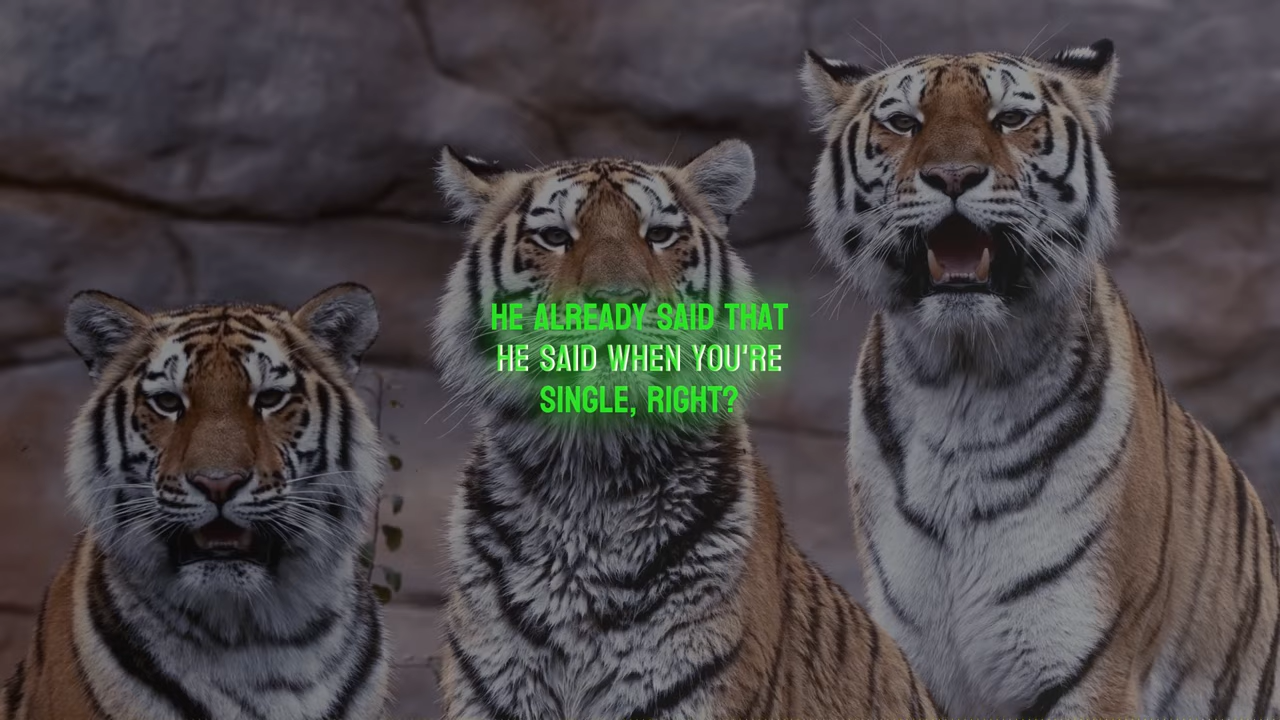 HE ALREADY SAID THAT
HE SAID WHEN YOU'RE
SINGLE, RIGHT?